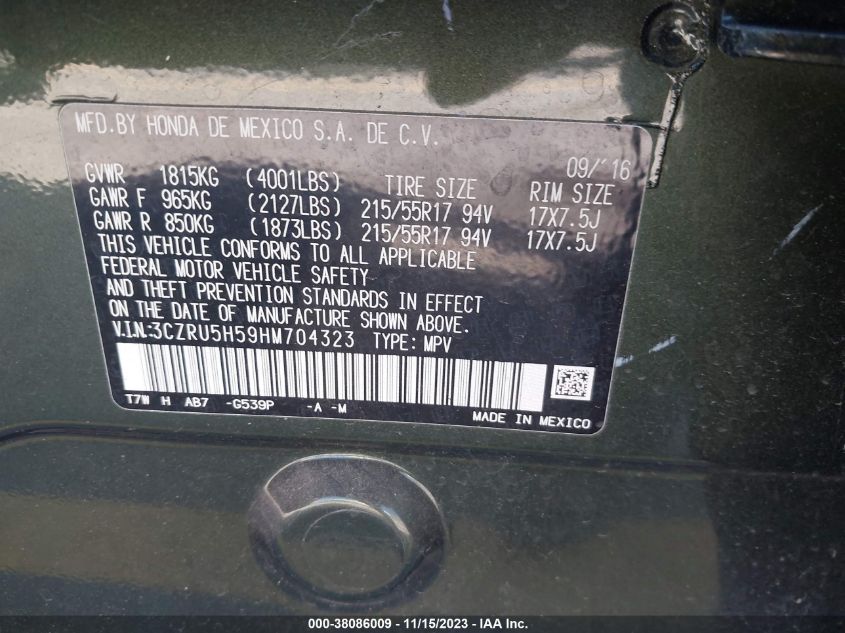 MFD.BY HONDA DE MEXICO S.A. DE C.V.
09/'16
GVWR 1815KG (4001LBS) TIRE SIZE RIM SIZE
GAWR F 965KG (2127LBS) 215/55R17 94V 17X7.5J
GAWR R 850KG (1873LBS) 215/55R17 94V 17X7.5J
THIS VEHICLE CONFORMS TO ALL APPLICABLE
FEDERAL MOTOR VEHICLE SAFETY
AND THEFT PREVENTION STANDARDS IN EFFECT
ON THE DATE OF MANUFACTURE SHOWN ABOVE.
V.I.N.:3CZRU5H59HM704323 TYPE: MPV
T7W H AB7 -G539P -A -M
MADE IN MEXICO
000-38086009 - 11/15/2023 - IAA Inc.